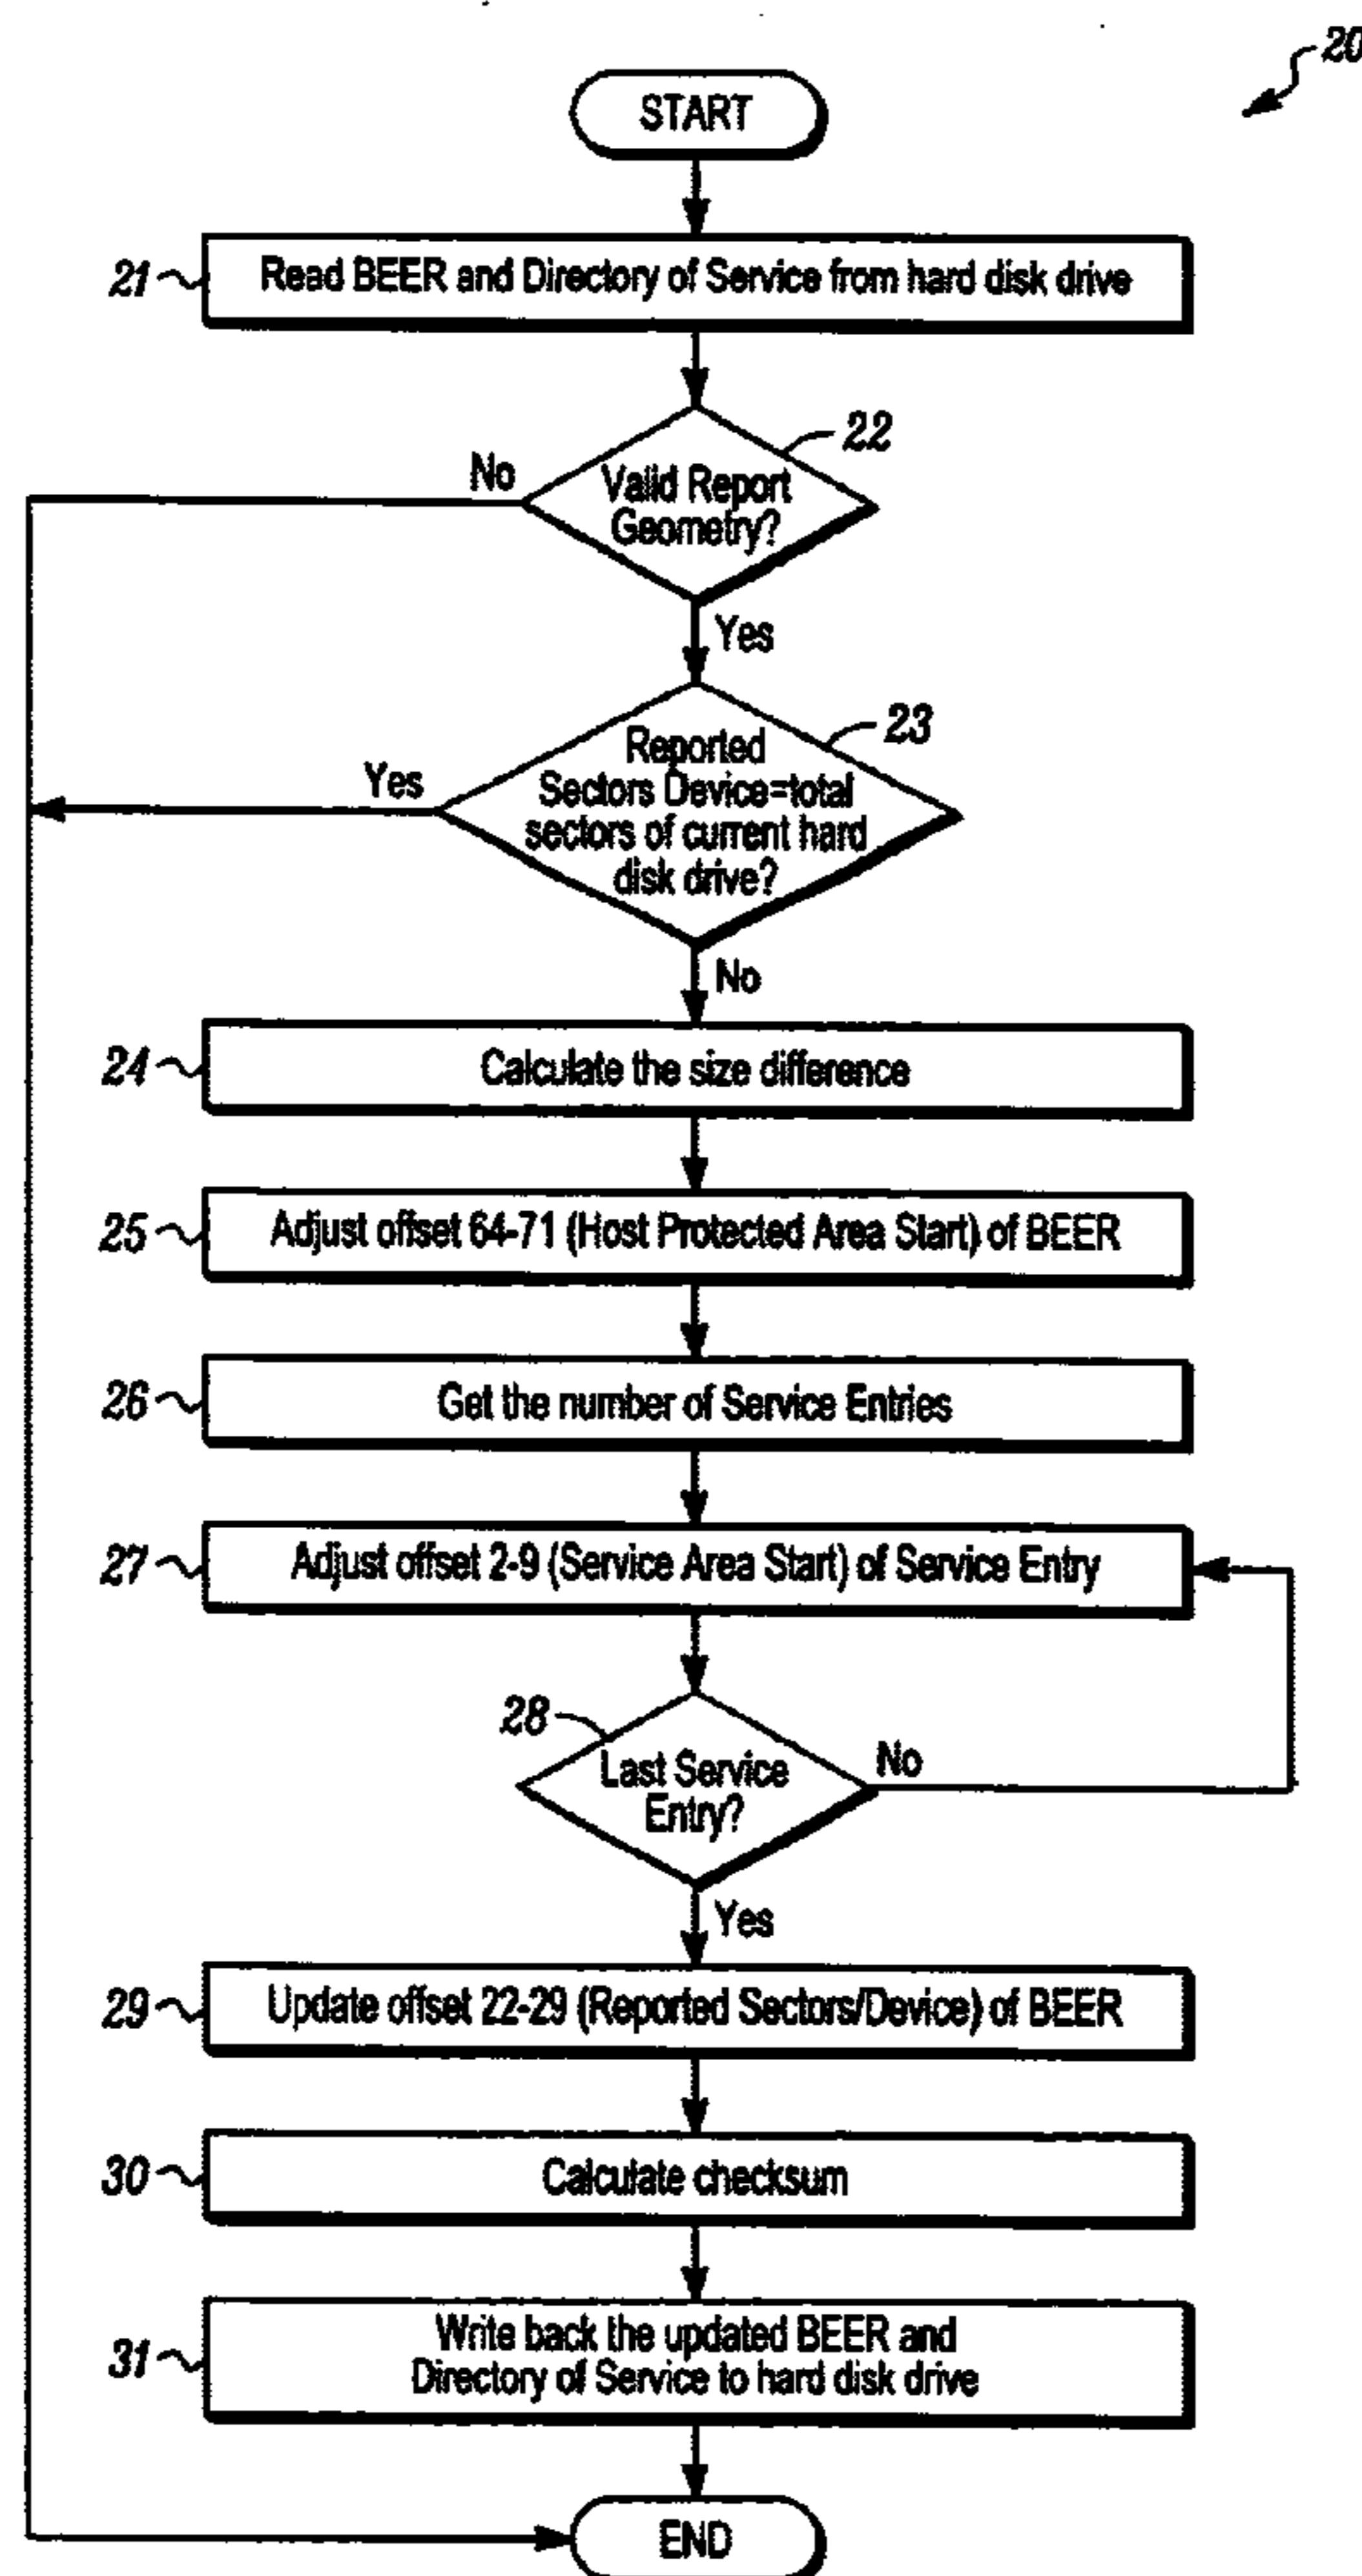 20
START
21
Read BEER and Directory of Service from hard disk drive
22
No
Valid Report
Geometry?
Yes
23
Yes
Reported
Sectors Device=total
sectors of current hard
disk drive?
No
24
Calculate the size difference
25
Adjust offset 64-71 (Host Protected Area Start) of BEER
26
Get the number of Service Entries
27
Adjust offset 2-9 (Service Area Start) of Service Entry
28
Last Service
Entry?
No
Yes
29
Update offset 22-29 (Reported Sectors/Device) of BEER
30
Calculate checksum
31
Write back the updated BEER and
Directory of Service to hard disk drive
END